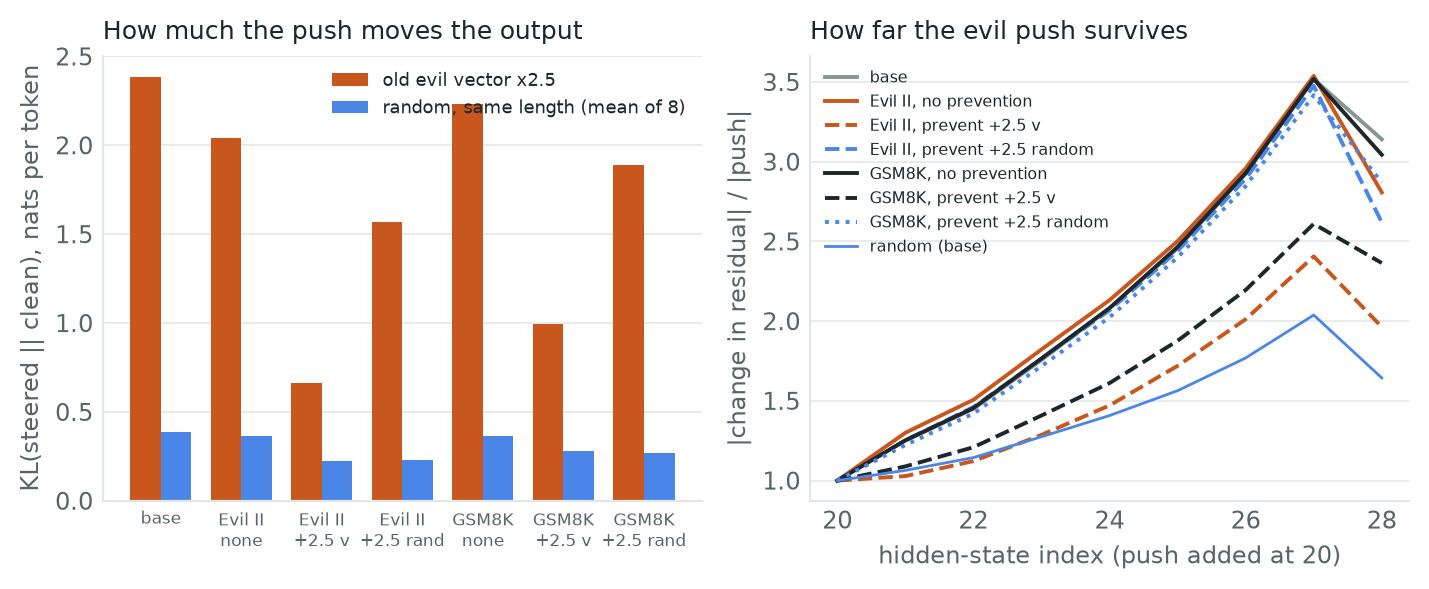 How much the push moves the output
KL(steered || clean), nats per token
2.5
2.0
1.5
1.0
0.5
0.0
old evil vector x2.5
random, same length (mean of 8)
base
Evil II
none
Evil II
+2.5 v
Evil II
+2.5 rand
GSM8K
none
GSM8K
+2.5 v
GSM8K
+2.5 rand
How far the evil push survives
|change in residual| / |push|
3.5
3.0
2.5
2.0
1.5
1.0
base
Evil II, no prevention
Evil II, prevent +2.5 v
Evil II, prevent +2.5 random
GSM8K, no prevention
GSM8K, prevent +2.5 v
GSM8K, prevent +2.5 random
random (base)
20
22
24
26
28
hidden-state index (push added at 20)